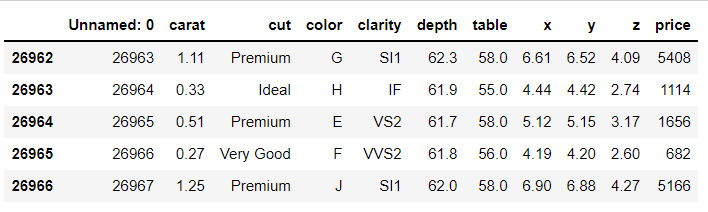 Unnamed: 0 carat cut color clarity depth table x y z price
26962 26963 1.11 Premium G SI1 62.3 58.0 6.61 6.52 4.09 5408
26963 26964 0.33 Ideal H IF 61.9 55.0 4.44 4.42 2.74 1114
26964 26965 0.51 Premium E VS2 61.7 58.0 5.12 5.15 3.17 1656
26965 26966 0.27 Very Good F VVS2 61.8 56.0 4.19 4.20 2.60 682
26966 26967 1.25 Premium J SI1 62.0 58.0 6.90 6.88 4.27 5166